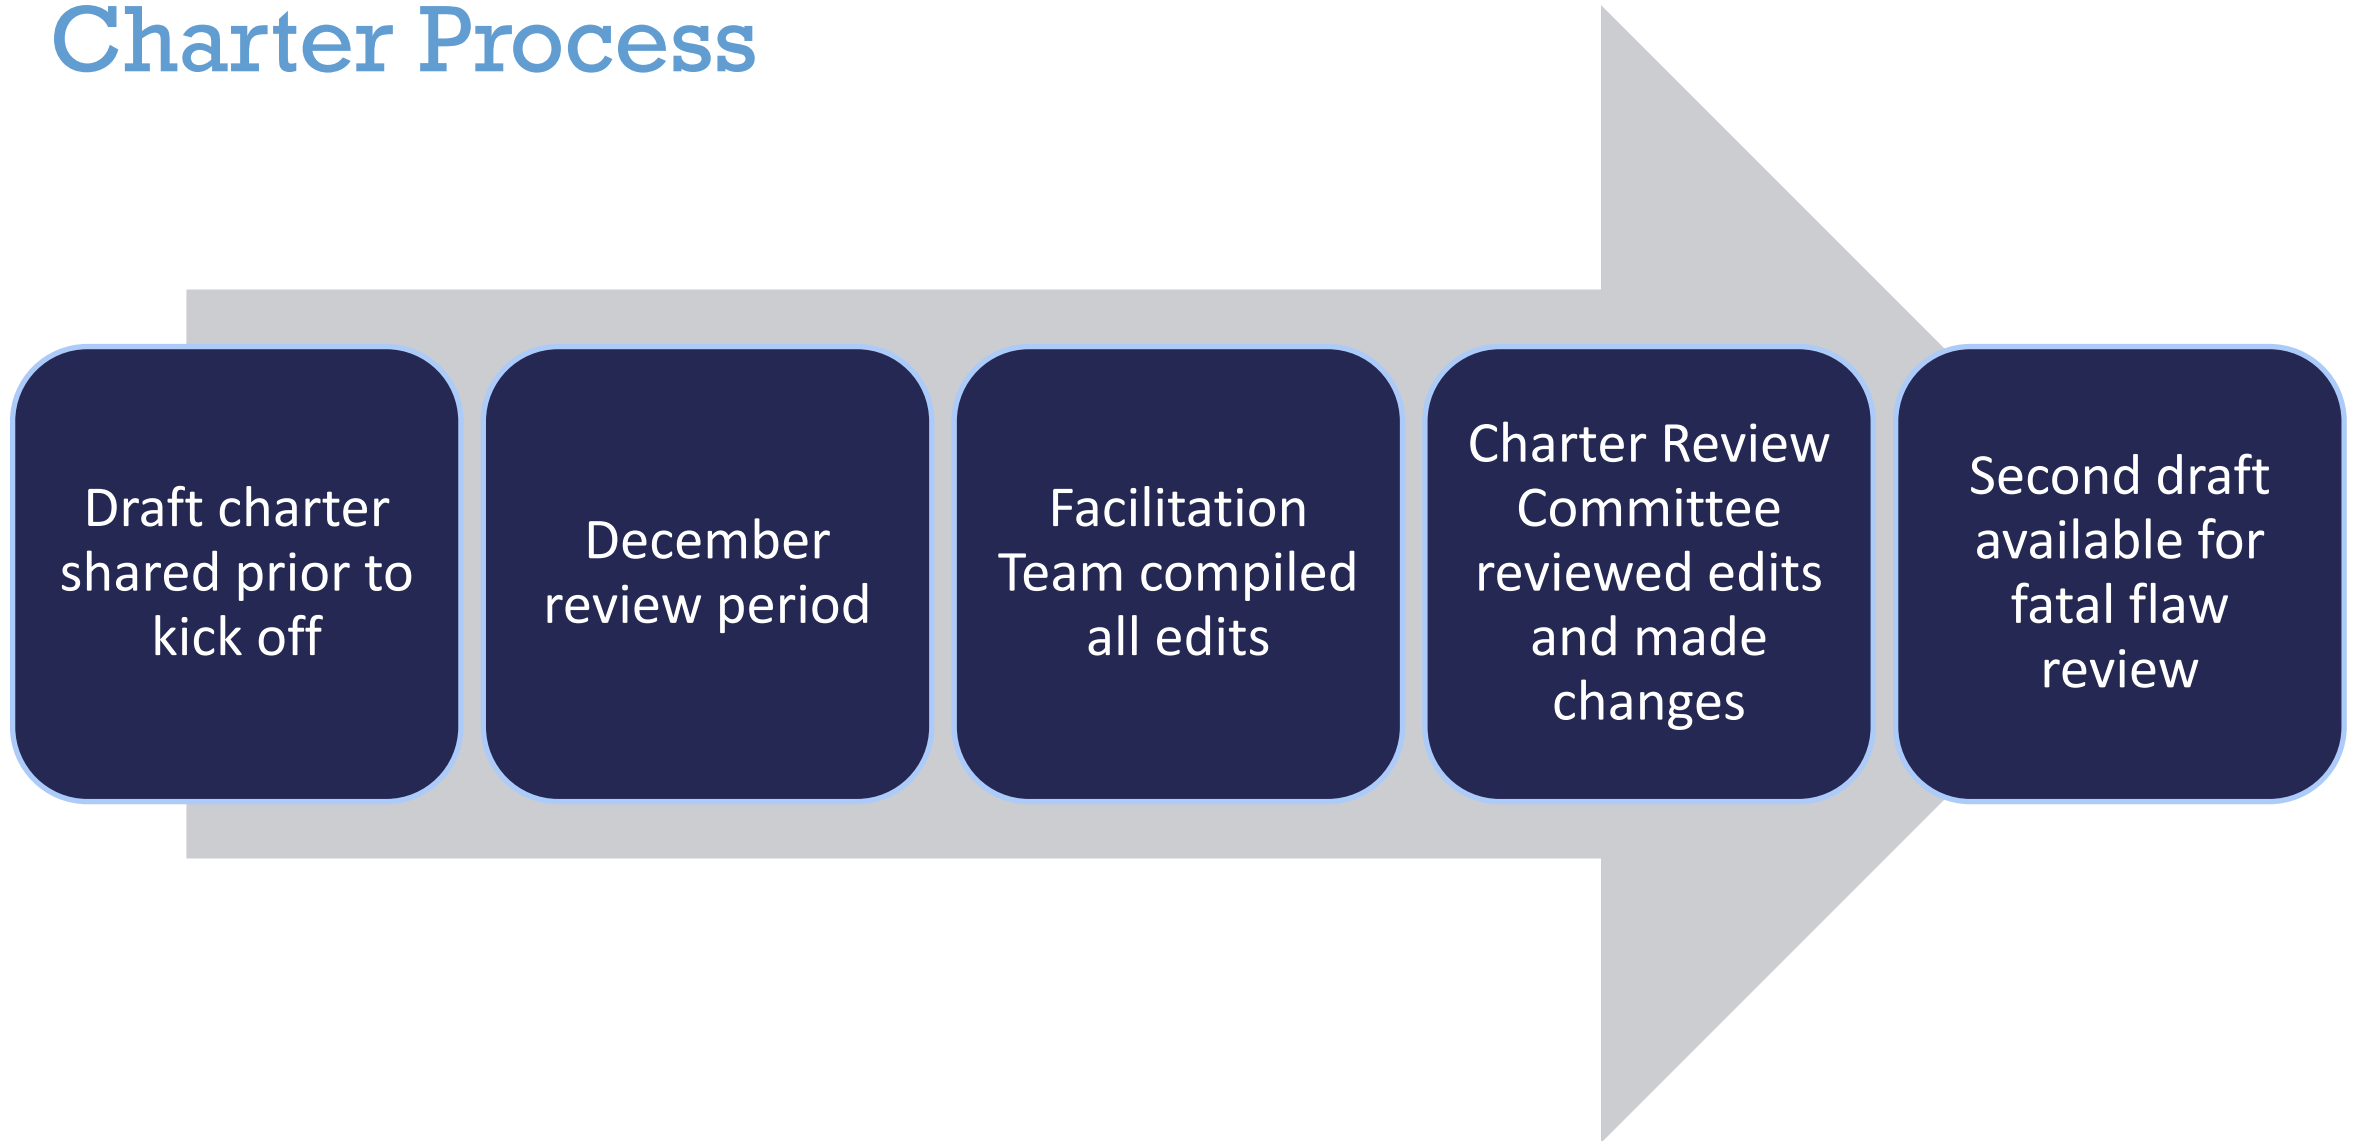 Charter Process
Draft charter
shared prior to
kick off
December
review period
Facilitation
Team compiled
all edits
Charter Review
Committee
reviewed edits
and made
changes
Second draft
available for
fatal flaw
review